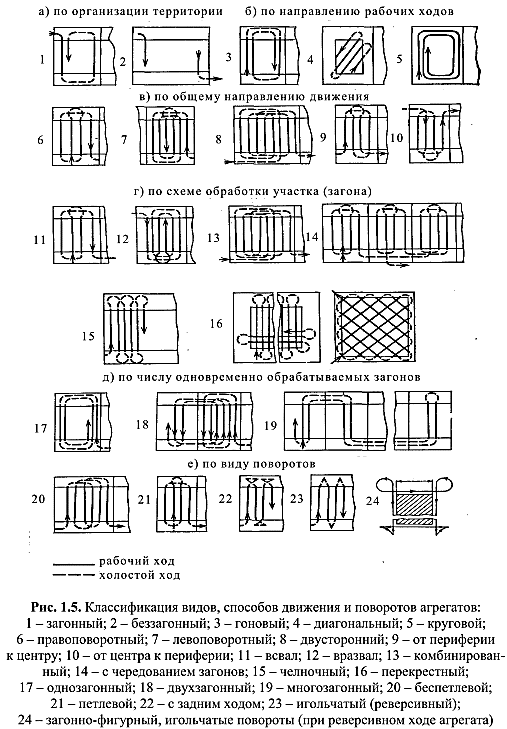 а) по организации территории б) по направлению рабочих ходов
1 2 3 4 5
в) по общему направлению движения
6 7 8 9 10
г) по схеме обработки участка (загона)
11 12 13 14
15 16
д) по числу одновременно обрабатываемых загонов
17 18 19
е) по виду поворотов
20 21 22 23 24
рабочий ход
холостой ход
Рис. 1.5. Классификация видов, способов движения и поворотов агрегатов:
1 – загонный; 2 – беззагонный; 3 – гоновый; 4 – диагональный; 5 – круговой;
6 – правоповоротный; 7 – левоповоротный; 8 – двусторонний; 9 – от периферии
к центру; 10 – от центра к периферии; 11 – всвал; 12 – вразвал; 13 – комбинирован-
ный; 14 – с чередованием загонов; 15 – челночный; 16 – перекрестный;
17 – однозагонный; 18 – двухзагонный; 19 – многозагонный; 20 – беспетлевой;
21 – петлевой; 22 – с задним ходом; 23 – игольчатый (реверсивный);
24 – загонно-фигурный, игольчатые повороты (при реверсивном ходе агрегата)